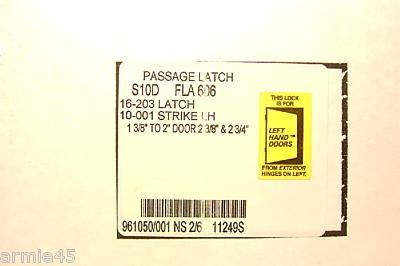 PASSAGE LATCH
S10D FLA 606
16-203 LATCH
10-001 STRIKE LH
1 3/8" TO 2" DOOR 2 3/8" & 2 3/4"
THIS LOCK
IS FOR
LEFT
HAND
DOORS
FROM EXTERIOR
HINGES ON LEFT.
961050/001 NS 2/6 11249S
© armie45